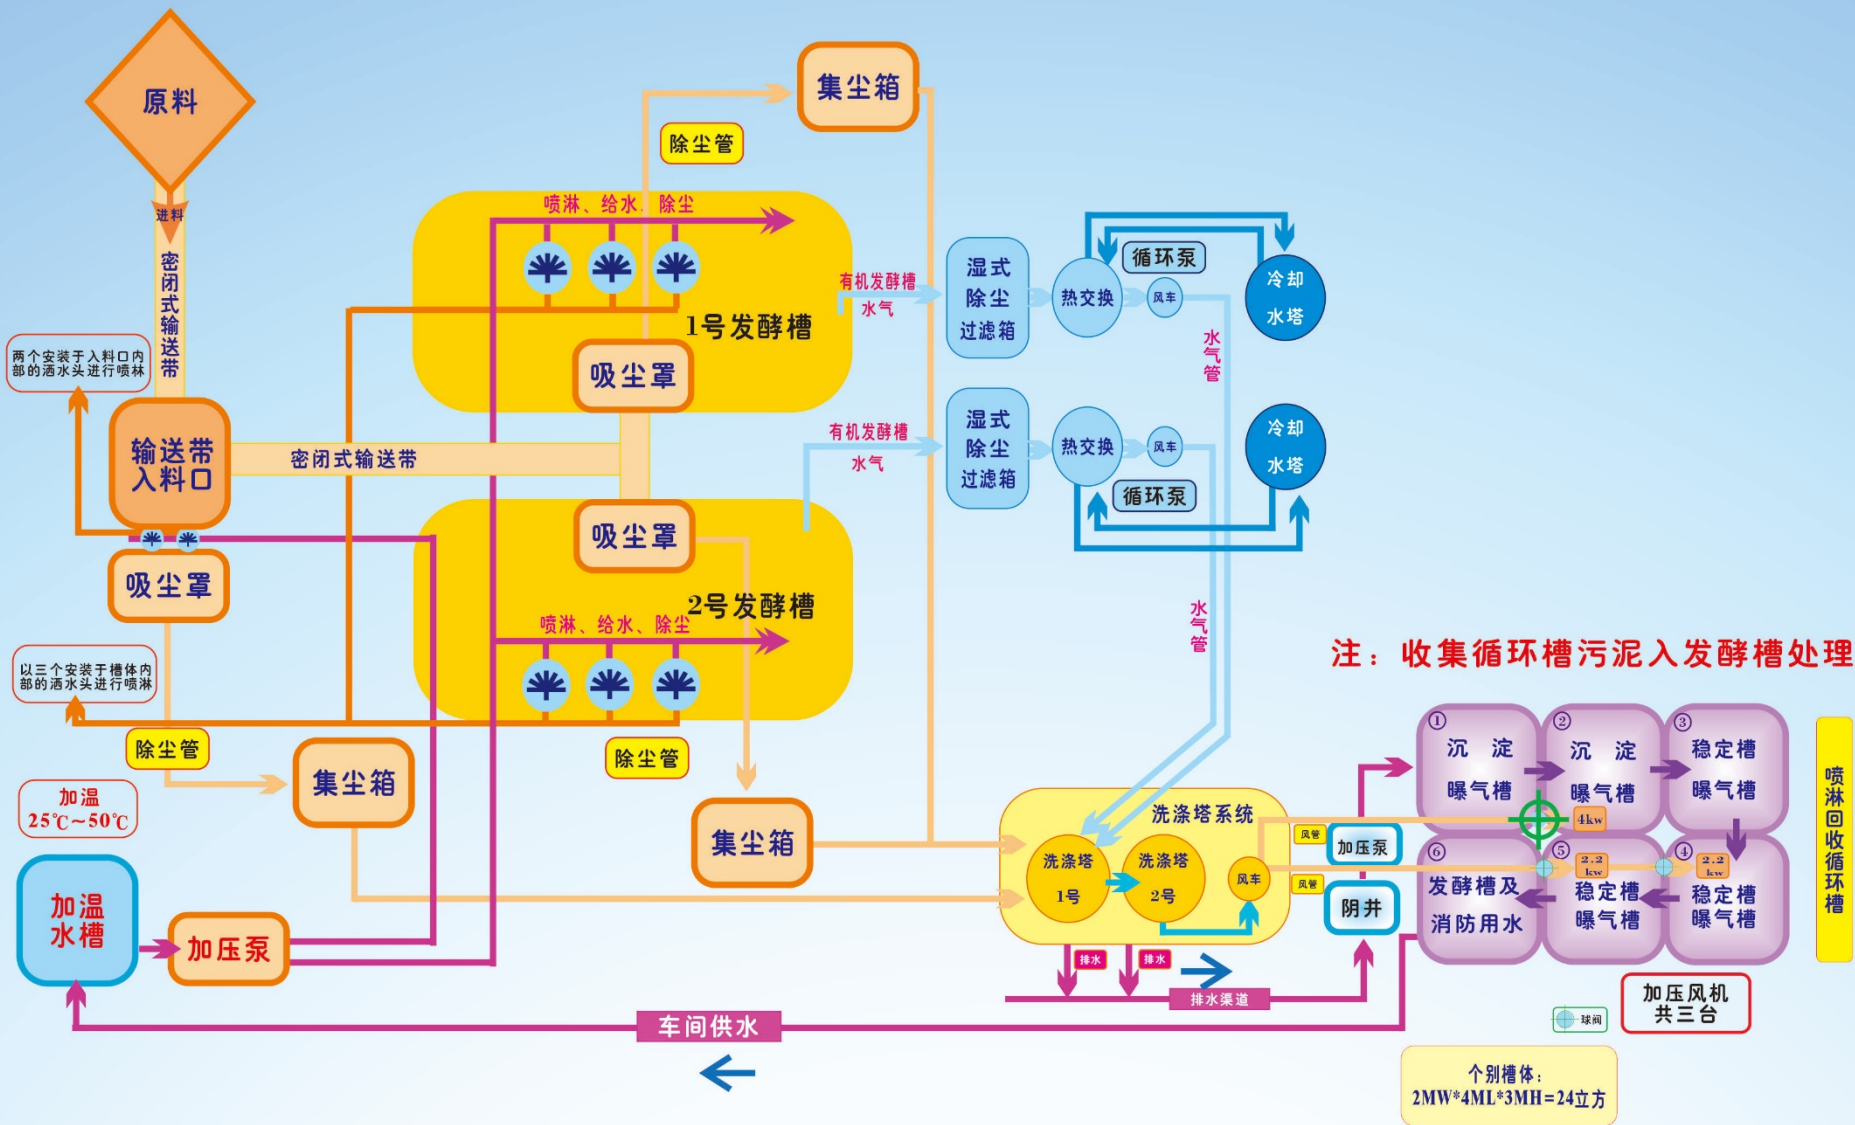 原料
进料
密闭式输送带
两个安装于入料口内
部的洒水头进行喷林
输送带
入料口
密闭式输送带
吸尘罩
以三个安装于槽体内
部的洒水头进行喷淋
除尘管
集尘箱
加温
25℃~50℃
加温
水槽
加压泵
集尘箱
除尘管
喷淋、给水、除尘
1号发酵槽
吸尘罩
吸尘罩
2号发酵槽
喷淋、给水、除尘
除尘管
集尘箱
有机发酵槽
水气
湿式
除尘
过滤箱
热交换
风车
循环泵
冷却
水塔
水气管
有机发酵槽
水气
湿式
除尘
过滤箱
热交换
风车
循环泵
冷却
水塔
水气管
洗涤塔系统
洗涤塔
1号
洗涤塔
2号
风车
风管
风管
加压泵
阴井
排水
排水
排水渠道
车间供水
注：收集循环槽污泥入发酵槽处理
①
沉 淀
曝气槽
②
沉 淀
曝气槽
4kw
③
稳定槽
曝气槽
⑥
发酵槽及
消防用水
⑤
2.2
kw
稳定槽
曝气槽
④
2.2
kw
稳定槽
曝气槽
喷淋回收循环槽
球阀
加压风机
共三台
个别槽体：
2MW*4ML*3MH=24立方